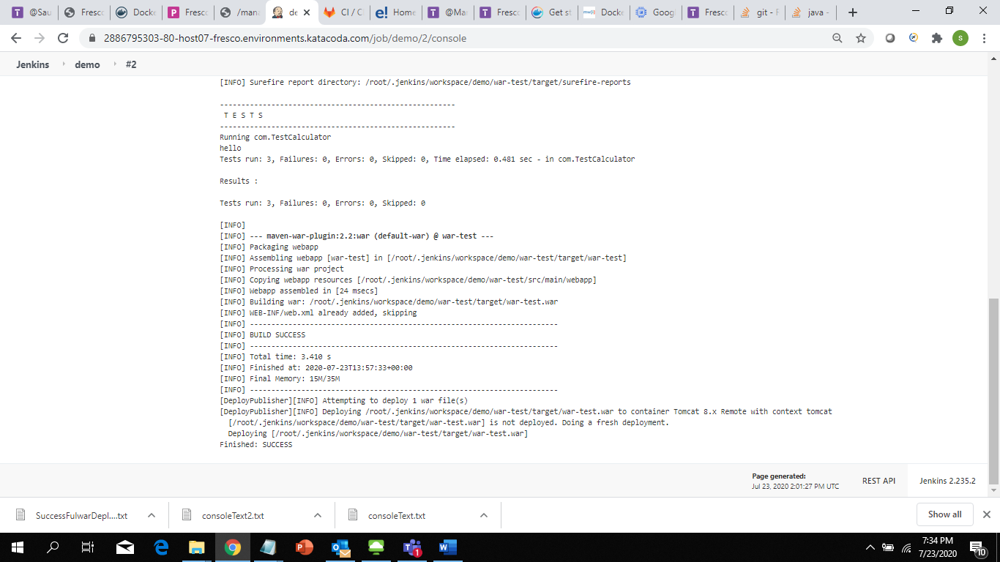 @Sau
Fresco
Docke
Fresco
/mana
de
CI / C
Home
@Mar
Fresco
Get st
Docke
Goog
Fresco
git - F
java -
2886795303-80-host07-fresco.environments.katacoda.com/job/demo/2/console
S
Jenkins
demo
#2
[INFO] Surefire report directory: /root/.jenkins/workspace/demo/war-test/target/surefire-reports
-------------------------------------------------------
T E S T S
-------------------------------------------------------
Running com.TestCalculator
hello
Tests run: 3, Failures: 0, Errors: 0, Skipped: 0, Time elapsed: 0.481 sec - in com.TestCalculator
Results :
Tests run: 3, Failures: 0, Errors: 0, Skipped: 0
[INFO]
[INFO] --- maven-war-plugin:2.2:war (default-war) @ war-test ---
[INFO] Packaging webapp
[INFO] Assembling webapp [war-test] in [/root/.jenkins/workspace/demo/war-test/target/war-test]
[INFO] Processing war project
[INFO] Copying webapp resources [/root/.jenkins/workspace/demo/war-test/src/main/webapp]
[INFO] Webapp assembled in [24 msecs]
[INFO] Building war: /root/.jenkins/workspace/demo/war-test/target/war-test.war
[INFO] WEB-INF/web.xml already added, skipping
[INFO] ------------------------------------------------------------------------
[INFO] BUILD SUCCESS
[INFO] ------------------------------------------------------------------------
[INFO] Total time: 3.410 s
[INFO] Finished at: 2020-07-23T13:57:33+00:00
[INFO] Final Memory: 15M/35M
[INFO] ------------------------------------------------------------------------
[DeployPublisher][INFO] Attempting to deploy 1 war file(s)
[DeployPublisher][INFO] Deploying /root/.jenkins/workspace/demo/war-test/target/war-test.war to container Tomcat 8.x Remote with context tomcat
[/root/.jenkins/workspace/demo/war-test/target/war-test.war] is not deployed. Doing a fresh deployment.
Deploying [/root/.jenkins/workspace/demo/war-test/target/war-test.war]
Finished: SUCCESS
Page generated:
Jul 23, 2020 2:01:27 PM UTC
REST API
Jenkins 2.235.2
SuccessFulwarDepl....txt
consoleText2.txt
consoleText.txt
Show all
7:34 PM
7/23/2020
10